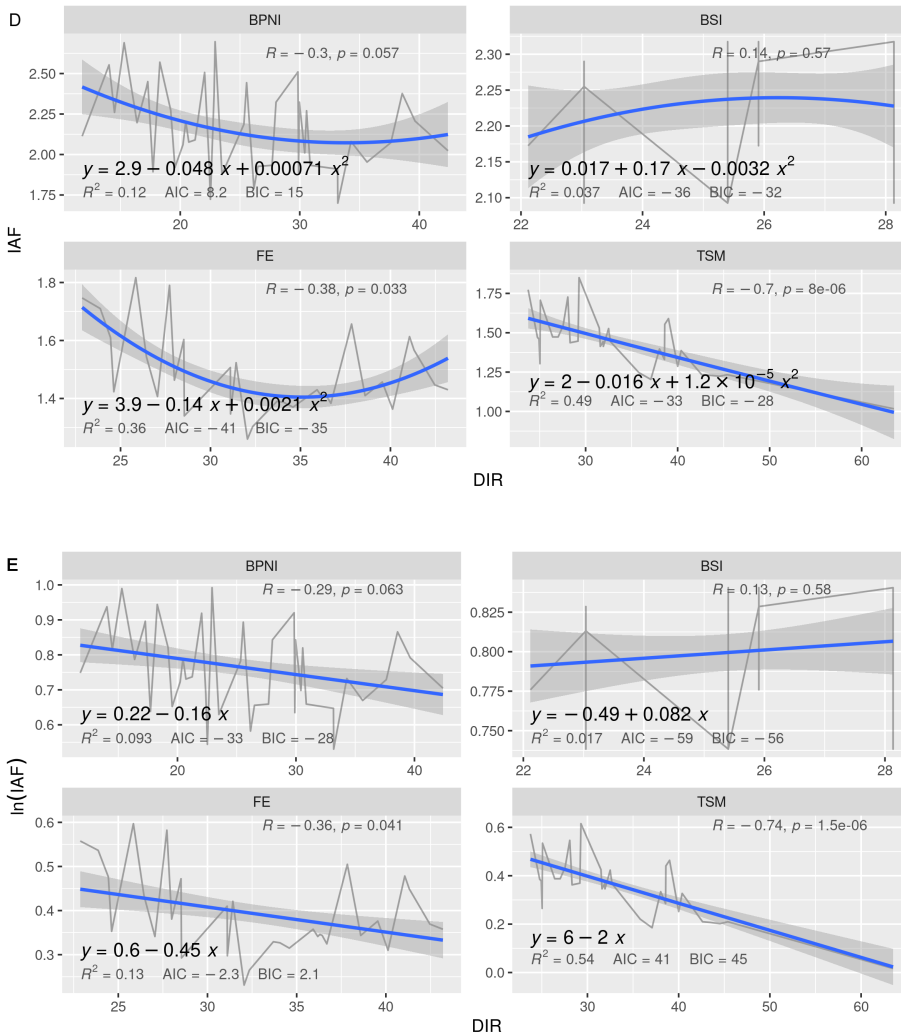 D
BPNI
BSI
R = −0.3, p = 0.057
R = 0.14, p = 0.57
2.50
2.25
2.00
1.75
2.30
2.25
2.20
2.15
2.10
y = 2.9 − 0.048 x + 0.00071 x²
R² = 0.12 AIC = 8.2 BIC = 15
y = 0.017 + 0.17 x − 0.0032 x²
R² = 0.037 AIC = −36 BIC = −32
20 30 40
22 24 26 28
IAF
FE
TSM
R = −0.38, p = 0.033
R = −0.7, p = 8e-06
1.8
1.6
1.4
1.75
1.50
1.25
1.00
y = 3.9 − 0.14 x + 0.0021 x²
R² = 0.36 AIC = −41 BIC = −35
y = 2 − 0.016 x + 1.2 × 10⁻⁵ x²
R² = 0.49 AIC = −33 BIC = −28
25 30 35 40
30 40 50 60
DIR
E
BPNI
BSI
R = −0.29, p = 0.063
R = 0.13, p = 0.58
1.0
0.9
0.8
0.7
0.6
0.825
0.800
0.775
0.750
y = 0.22 − 0.16 x
R² = 0.093 AIC = −33 BIC = −28
y = −0.49 + 0.082 x
R² = 0.017 AIC = −59 BIC = −56
20 30 40
22 24 26 28
ln(IAF)
FE
TSM
R = −0.36, p = 0.041
R = −0.74, p = 1.5e-06
0.6
0.5
0.4
0.3
0.6
0.4
0.2
0.0
y = 0.6 − 0.45 x
R² = 0.13 AIC = −2.3 BIC = 2.1
y = 6 − 2 x
R² = 0.54 AIC = 41 BIC = 45
25 30 35 40
30 40 50 60
DIR